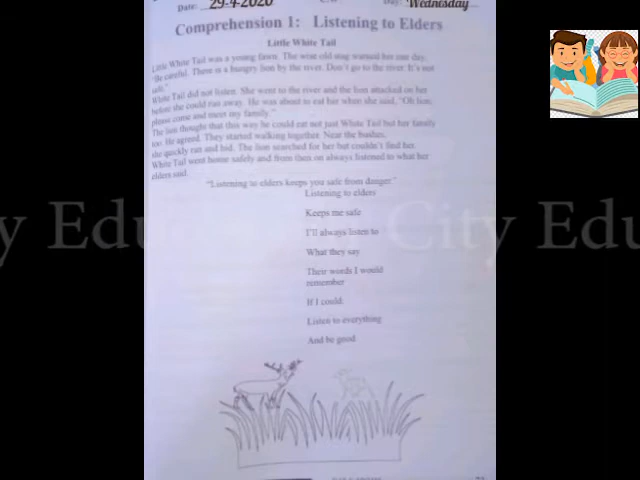 Date: 29-4-2020 Day: Wednesday
Comprehension 1: Listening to Elders
Little White Tail
Little White Tail was a young fawn. The wise old stag warned her one day.
"Be careful. There is a hungry lion by the river. Don't go to the river. It's not
safe."
White Tail did not listen. She went to the river and the lion attacked on her
before she could run away. He was about to eat her when she said, "Oh lion,
please come and meet my family."
The lion thought that this way he could eat not just White Tail but her family
too. He agreed. They started walking together. Near the bushes,
she quickly ran and hid. The lion searched for her but couldn't find her.
White Tail went home safely and from then on always listened to what her
elders said.
"Listening to elders keeps you safe from danger."
Listening to elders
Keeps me safe
I'll always listen to
What they say
Their words I would
remember
If I could
Listen to everything
And be good
y Edu City Edu